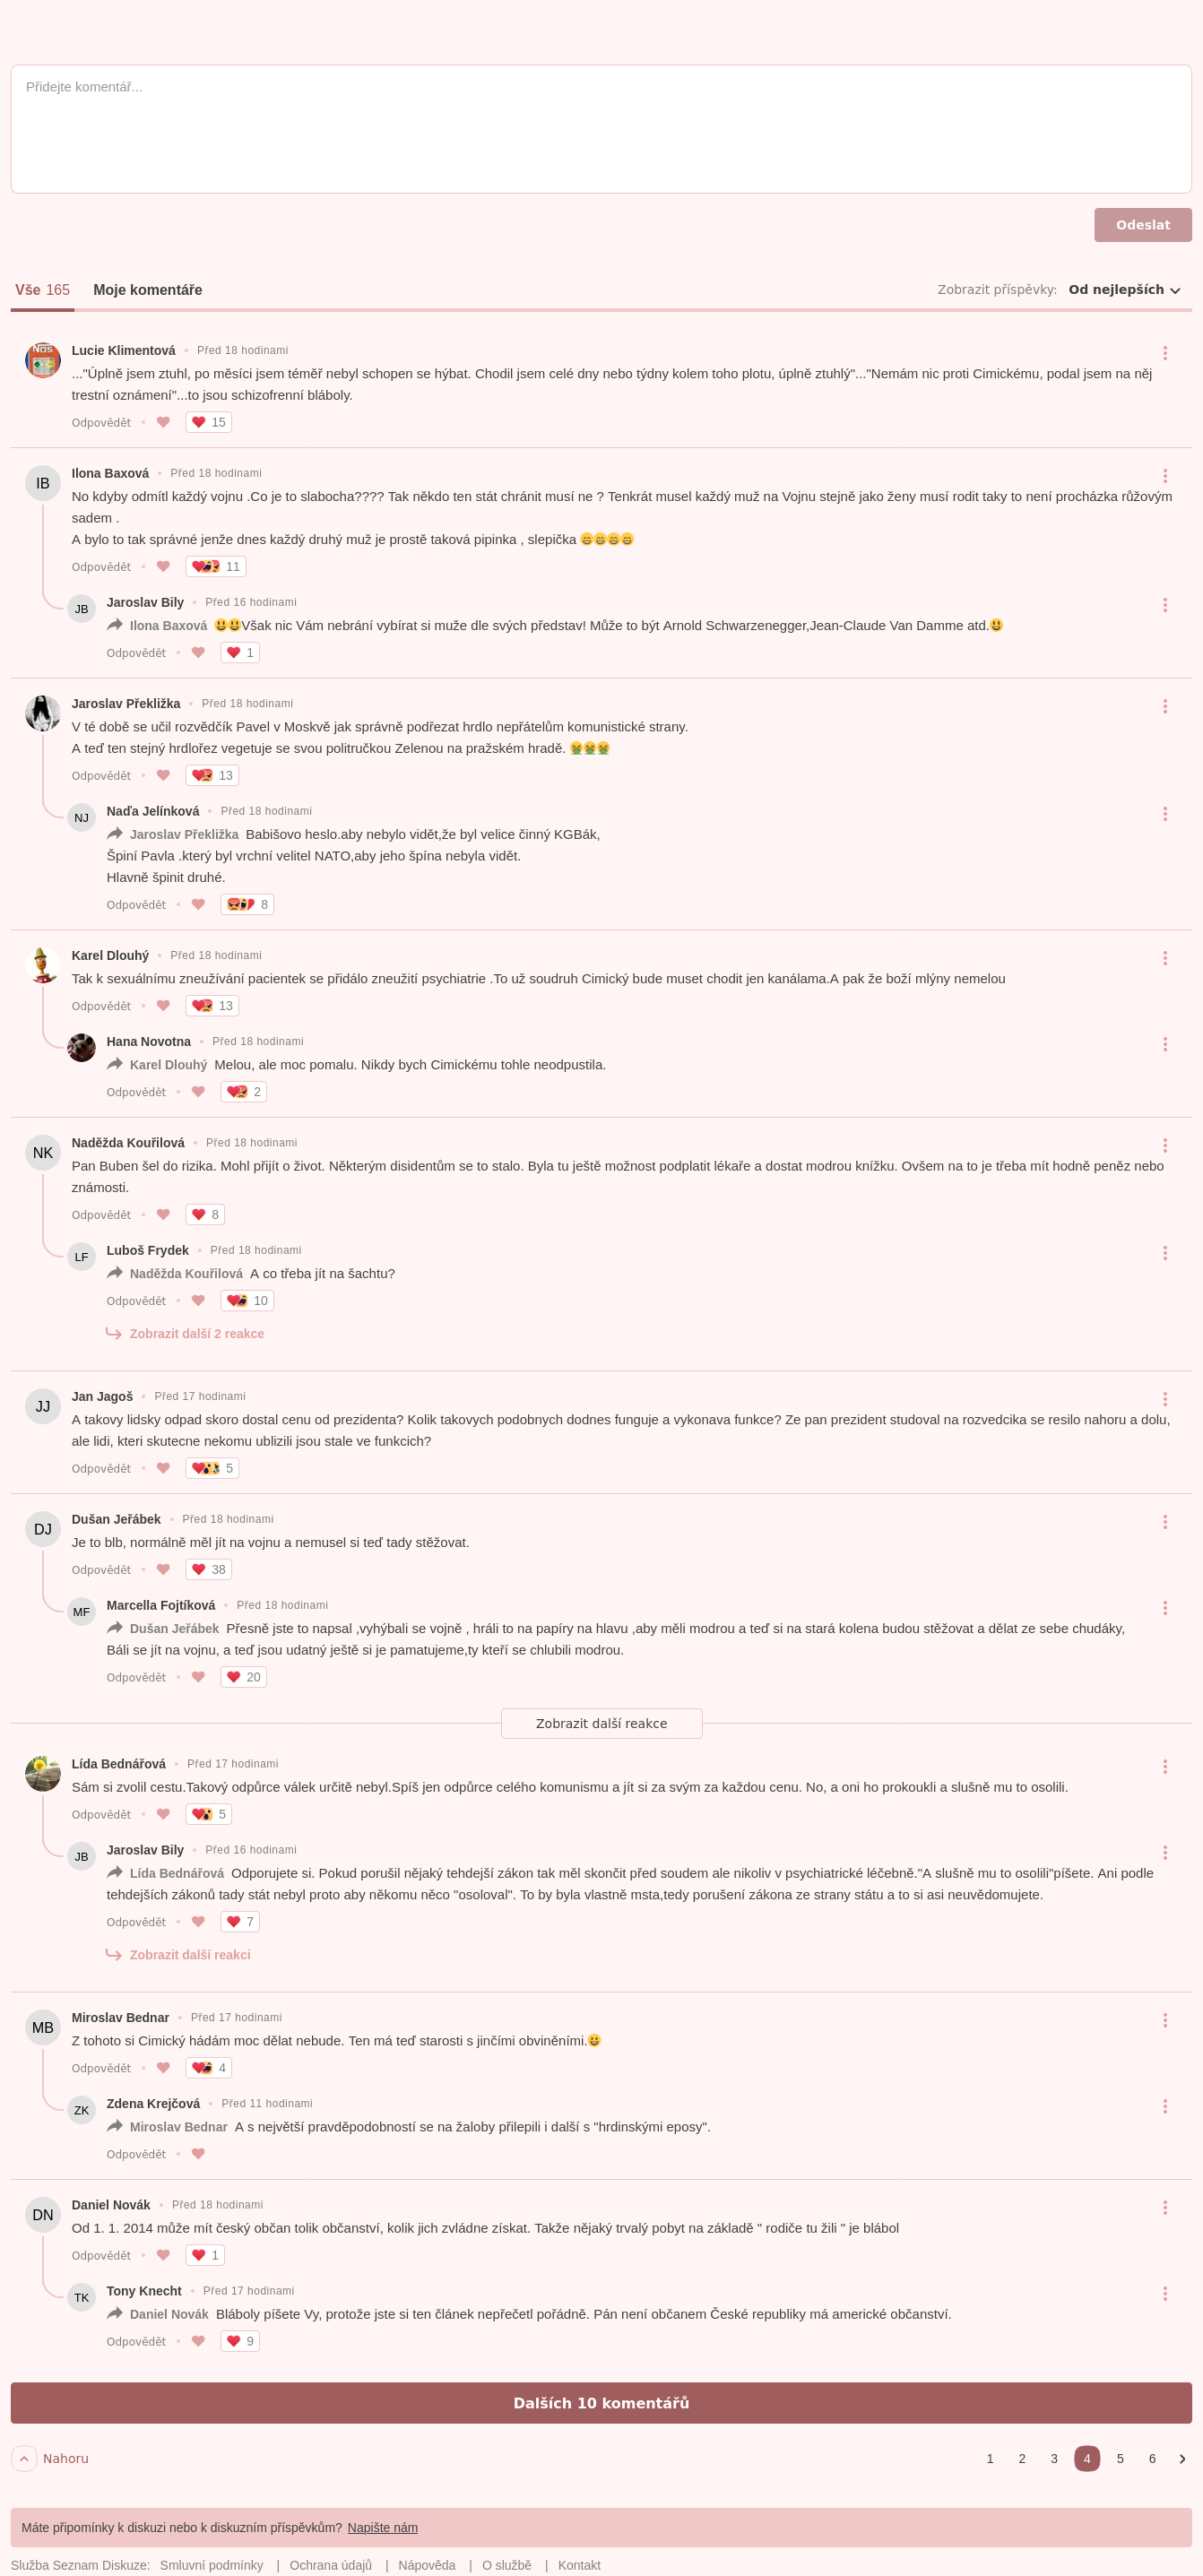 Přidejte komentář...
Odeslat
Vše 165 Moje komentáře Zobrazit příspěvky: Od nejlepších
Lucie Klimentová • Před 18 hodinami
..."Úplně jsem ztuhl, po měsíci jsem téměř nebyl schopen se hýbat. Chodil jsem celé dny nebo týdny kolem toho plotu, úplně ztuhlý"..."Nemám nic proti Cimickému, podal jsem na něj
trestní oznámení"...to jsou schizofrenní bláboly.
Odpovědět • 15
IB
Ilona Baxová • Před 18 hodinami
No kdyby odmítl každý vojnu .Co je to slabocha???? Tak někdo ten stát chránit musí ne ? Tenkrát musel každý muž na Vojnu stejně jako ženy musí rodit taky to není procházka růžovým
sadem .
A bylo to tak správné jenže dnes každý druhý muž je prostě taková pipinka , slepička 😄😄😄😄
Odpovědět • 11
JB
Jaroslav Bily • Před 16 hodinami
Ilona Baxová 😃😃Však nic Vám nebrání vybírat si muže dle svých představ! Může to být Arnold Schwarzenegger,Jean-Claude Van Damme atd.😃
Odpovědět • 1
Jaroslav Překližka • Před 18 hodinami
V té době se učil rozvědčík Pavel v Moskvě jak správně podřezat hrdlo nepřátelům komunistické strany.
A teď ten stejný hrdlořez vegetuje se svou politručkou Zelenou na pražském hradě. 🤮🤮🤮
Odpovědět • 13
NJ
Naďa Jelínková • Před 18 hodinami
Jaroslav Překližka Babišovo heslo.aby nebylo vidět,že byl velice činný KGBák,
Špiní Pavla .který byl vrchní velitel NATO,aby jeho špína nebyla vidět.
Hlavně špinit druhé.
Odpovědět • 8
Karel Dlouhý • Před 18 hodinami
Tak k sexuálnímu zneužívání pacientek se přidálo zneužití psychiatrie .To už soudruh Cimický bude muset chodit jen kanálama.A pak že boží mlýny nemelou
Odpovědět • 13
Hana Novotna • Před 18 hodinami
Karel Dlouhý Melou, ale moc pomalu. Nikdy bych Cimickému tohle neodpustila.
Odpovědět • 2
NK
Naděžda Kouřilová • Před 18 hodinami
Pan Buben šel do rizika. Mohl přijít o život. Některým disidentům se to stalo. Byla tu ještě možnost podplatit lékaře a dostat modrou knížku. Ovšem na to je třeba mít hodně peněz nebo
známosti.
Odpovědět • 8
LF
Luboš Frydek • Před 18 hodinami
Naděžda Kouřilová A co třeba jít na šachtu?
Odpovědět • 10
Zobrazit další 2 reakce
JJ
Jan Jagoš • Před 17 hodinami
A takovy lidsky odpad skoro dostal cenu od prezidenta? Kolik takovych podobnych dodnes funguje a vykonava funkce? Ze pan prezident studoval na rozvedcika se resilo nahoru a dolu,
ale lidi, kteri skutecne nekomu ublizili jsou stale ve funkcich?
Odpovědět • 5
DJ
Dušan Jeřábek • Před 18 hodinami
Je to blb, normálně měl jít na vojnu a nemusel si teď tady stěžovat.
Odpovědět • 38
MF
Marcella Fojtíková • Před 18 hodinami
Dušan Jeřábek Přesně jste to napsal ,vyhýbali se vojně , hráli to na papíry na hlavu ,aby měli modrou a teď si na stará kolena budou stěžovat a dělat ze sebe chudáky,
Báli se jít na vojnu, a teď jsou udatný ještě si je pamatujeme,ty kteří se chlubili modrou.
Odpovědět • 20
Zobrazit další reakce
Lída Bednářová • Před 17 hodinami
Sám si zvolil cestu.Takový odpůrce válek určitě nebyl.Spíš jen odpůrce celého komunismu a jít si za svým za každou cenu. No, a oni ho prokoukli a slušně mu to osolili.
Odpovědět • 5
JB
Jaroslav Bily • Před 16 hodinami
Lída Bednářová Odporujete si. Pokud porušil nějaký tehdejší zákon tak měl skončit před soudem ale nikoliv v psychiatrické léčebně."A slušně mu to osolili"píšete. Ani podle
tehdejších zákonů tady stát nebyl proto aby někomu něco "osoloval". To by byla vlastně msta,tedy porušení zákona ze strany státu a to si asi neuvědomujete.
Odpovědět • 7
Zobrazit další reakci
MB
Miroslav Bednar • Před 17 hodinami
Z tohoto si Cimický hádám moc dělat nebude. Ten má teď starosti s jinčími obviněními.😀
Odpovědět • 4
ZK
Zdena Krejčová • Před 11 hodinami
Miroslav Bednar A s největší pravděpodobností se na žaloby přilepili i další s "hrdinskými eposy".
Odpovědět •
DN
Daniel Novák • Před 18 hodinami
Od 1. 1. 2014 může mít český občan tolik občanství, kolik jich zvládne získat. Takže nějaký trvalý pobyt na základě " rodiče tu žili " je blábol
Odpovědět • 1
TK
Tony Knecht • Před 17 hodinami
Daniel Novák Bláboly píšete Vy, protože jste si ten článek nepřečetl pořádně. Pán není občanem České republiky má americké občanství.
Odpovědět • 9
Dalších 10 komentářů
Nahoru 1 2 3 4 5 6
Máte připomínky k diskuzi nebo k diskuzním příspěvkům? Napište nám
Služba Seznam Diskuze: Smluvní podmínky | Ochrana údajů | Nápověda | O službě | Kontakt